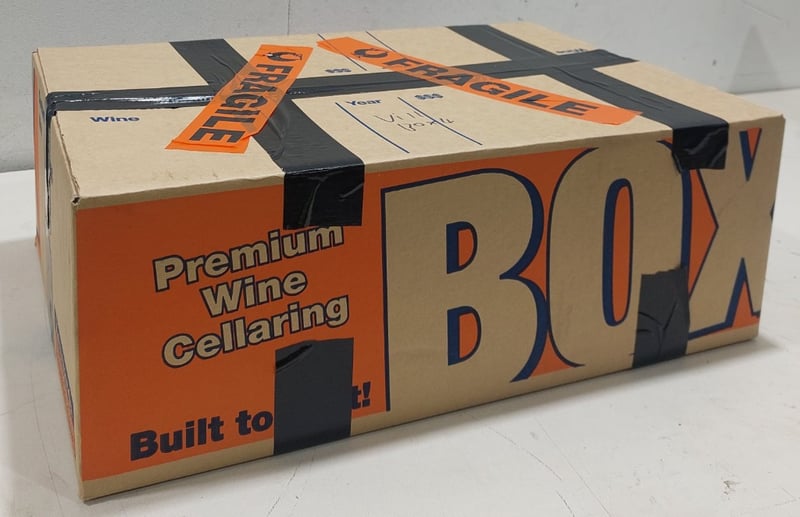 $$$
FRAGILE
FRAGILE
Wine
Year $$$
Premium
Wine
Cellaring
Built to t!
BOX